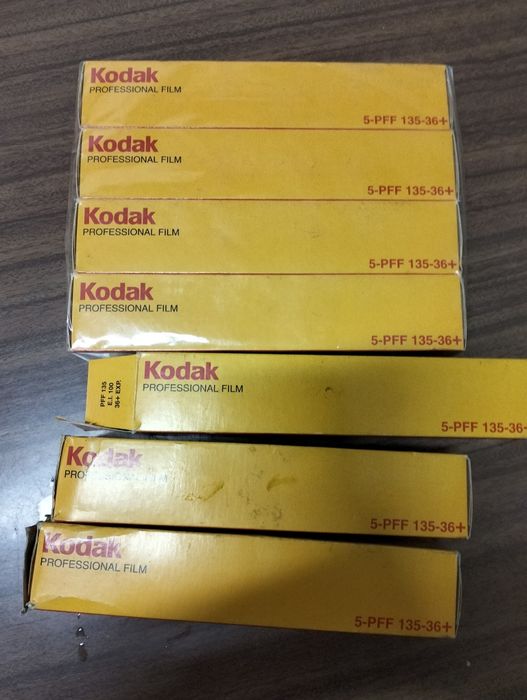 Kodak
PROFESSIONAL FILM
5-PFF 135-36+
Kodak
PROFESSIONAL FILM
5-PFF 135-36+
Kodak
PROFESSIONAL FILM
5-PFF 135-36+
Kodak
PROFESSIONAL FILM
5-PFF 135-36+
PFF 135
E.I. 100
36+ EXP.
Kodak
PROFESSIONAL FILM
5-PFF 135-36+
Kodak
PROFESSIONAL FILM
5-PFF 135-36+
Kodak
PROFESSIONAL FILM
5-PFF 135-36+